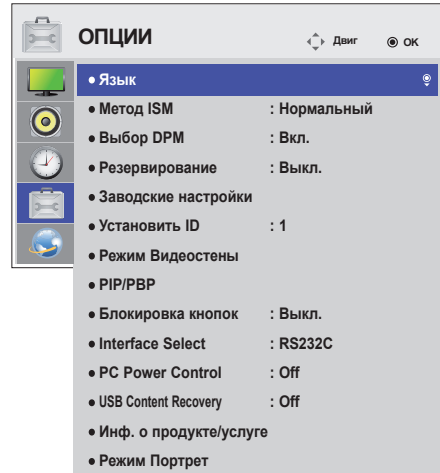 ОПЦИИ Двиг ОК
Язык
Метод ISM : Нормальный
Выбор DPM : Вкл.
Резервирование : Выкл.
Заводские настройки
Установить ID : 1
Режим Видеостены
PIP/PBP
Блокировка кнопок : Выкл.
Interface Select : RS232C
PC Power Control : Off
USB Content Recovery : Off
Инф. о продукте/услуге
Режим Портрет